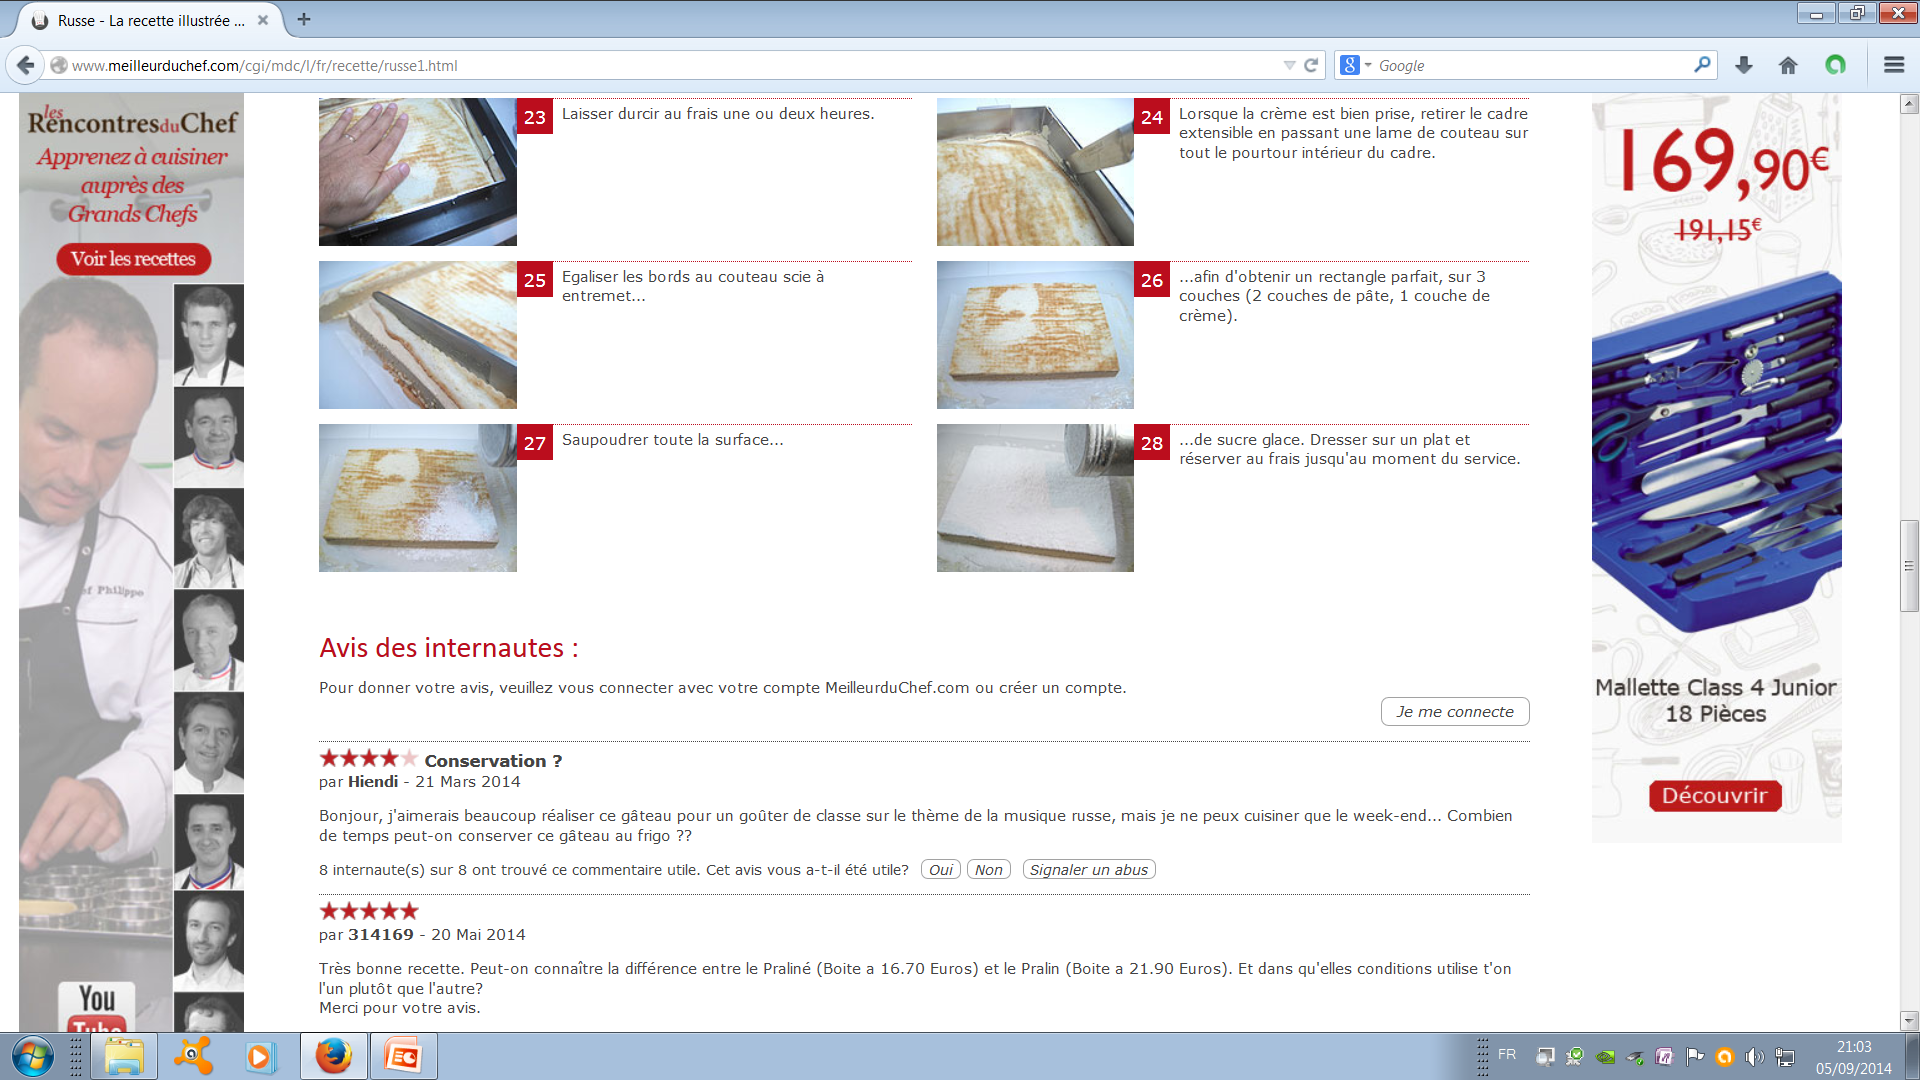 Russe - La recette illustrée ...
www.meilleurduchef.com/cgi/mdc/l/fr/recette/russe1.html
Google
les
RencontresduChef
Apprenez à cuisiner
auprès des
Grands Chefs
Voir les recettes
Chef Philippe
You
Tube
23
Laisser durcir au frais une ou deux heures.
24
Lorsque la crème est bien prise, retirer le cadre
extensible en passant une lame de couteau sur
tout le pourtour intérieur du cadre.
25
Egaliser les bords au couteau scie à
entremet...
26
...afin d'obtenir un rectangle parfait, sur 3
couches (2 couches de pâte, 1 couche de
crème).
27
Saupoudrer toute la surface...
28
...de sucre glace. Dresser sur un plat et
réserver au frais jusqu'au moment du service.
Avis des internautes :
Pour donner votre avis, veuillez vous connecter avec votre compte MeilleurduChef.com ou créer un compte.
Je me connecte
Conservation ?
par Hiendi - 21 Mars 2014
Bonjour, j'aimerais beaucoup réaliser ce gâteau pour un goûter de classe sur le thème de la musique russe, mais je ne peux cuisiner que le week-end... Combien
de temps peut-on conserver ce gâteau au frigo ??
8 internaute(s) sur 8 ont trouvé ce commentaire utile. Cet avis vous a-t-il été utile? Oui Non Signaler un abus
par 314169 - 20 Mai 2014
Très bonne recette. Peut-on connaître la différence entre le Praliné (Boite a 16.70 Euros) et le Pralin (Boite a 21.90 Euros). Et dans qu'elles conditions utilise t'on
l'un plutôt que l'autre?
Merci pour votre avis.
169,90€
191,15€
Mallette Class 4 Junior
18 Pièces
Découvrir
FR
21:03
05/09/2014